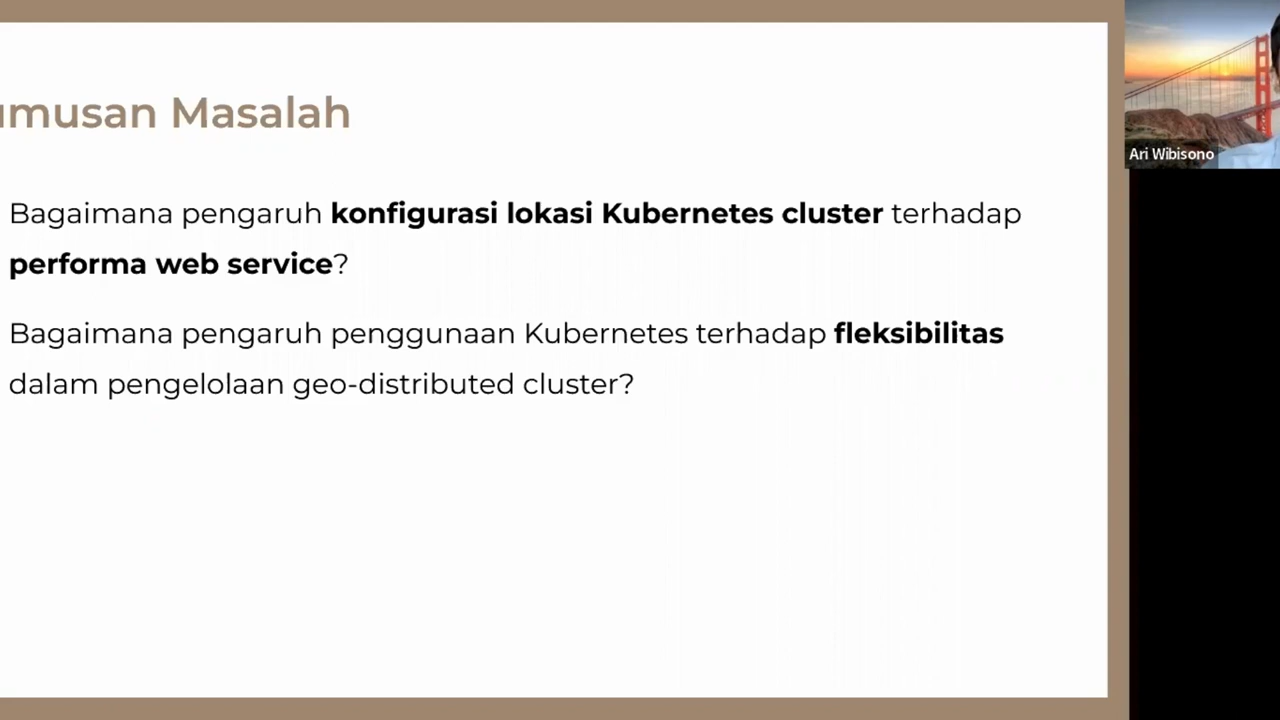 umusan Masalah
Ari Wibisono
Bagaimana pengaruh konfigurasi lokasi Kubernetes cluster terhadap
performa web service?
Bagaimana pengaruh penggunaan Kubernetes terhadap fleksibilitas
dalam pengelolaan geo-distributed cluster?